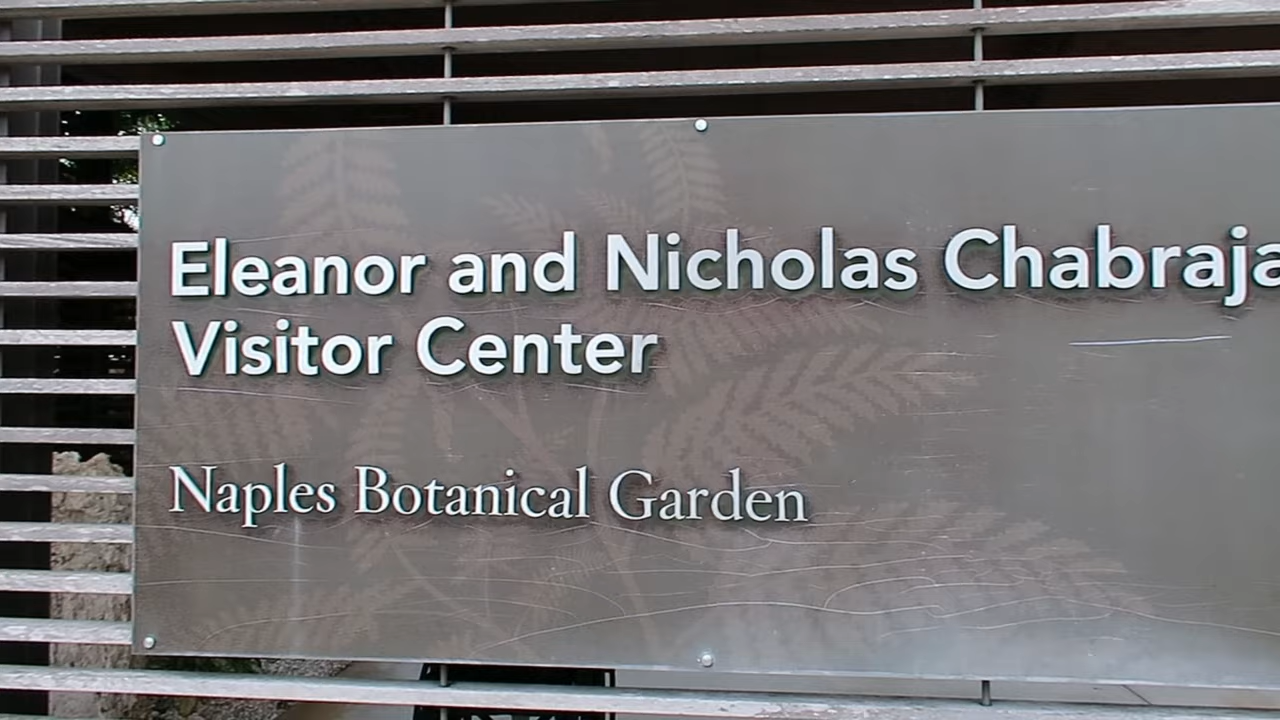 Eleanor and Nicholas Chabraja
Visitor Center
Naples Botanical Garden